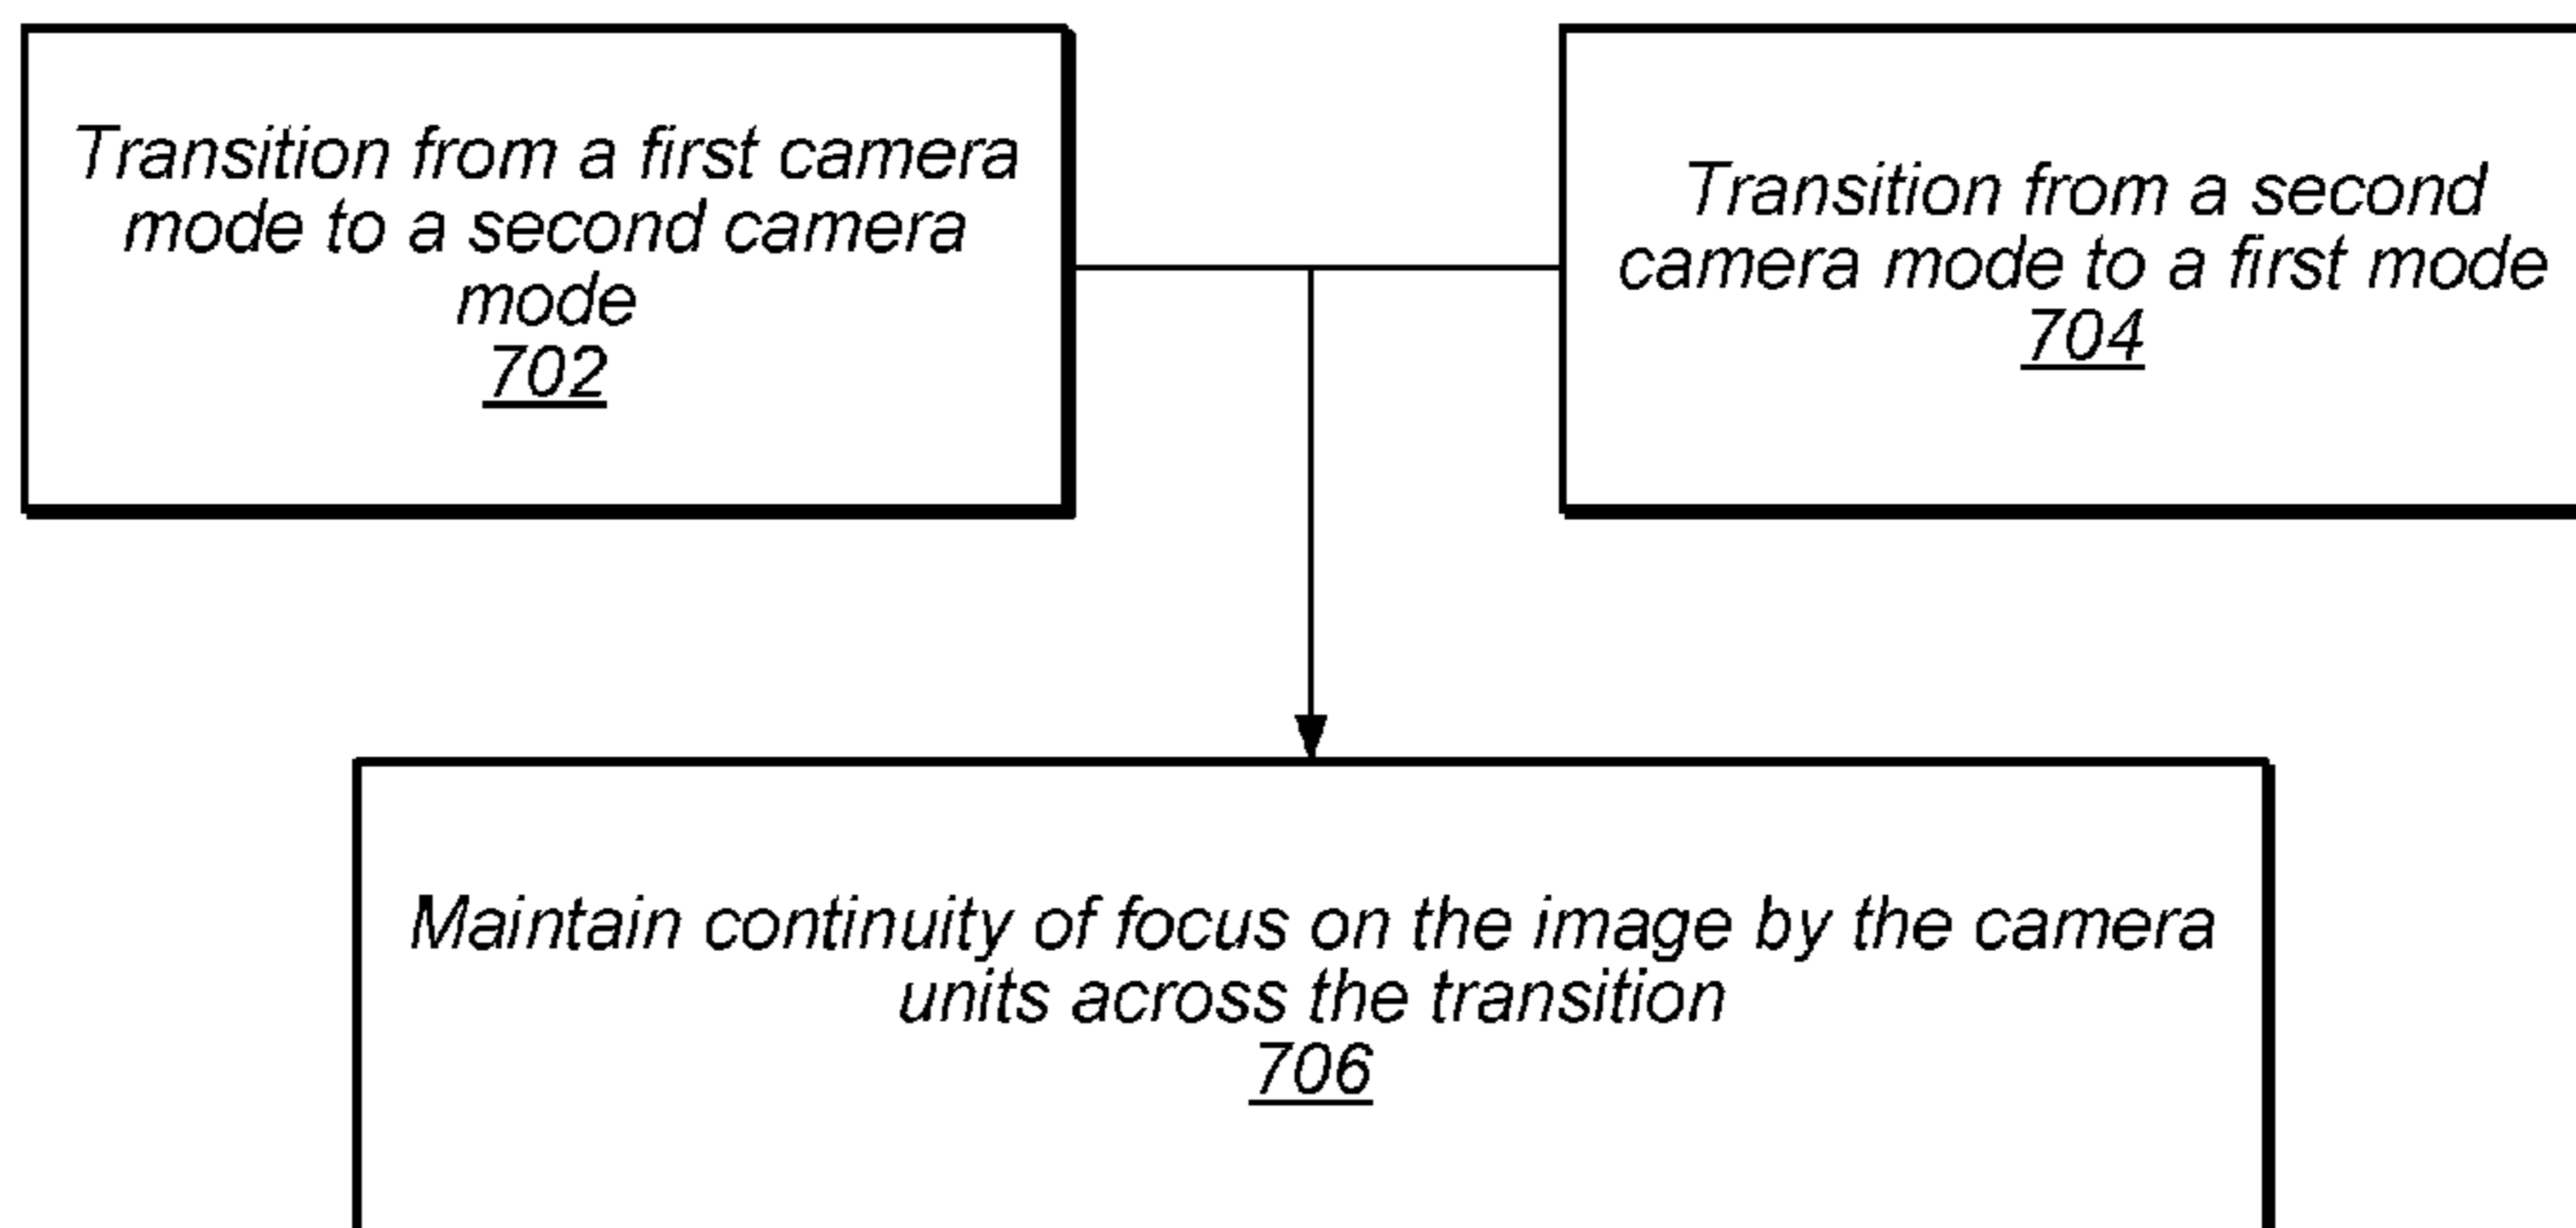 Transition from a first camera
mode to a second camera
mode
702
Transition from a second
camera mode to a first mode
704
Maintain continuity of focus on the image by the camera
units across the transition
706